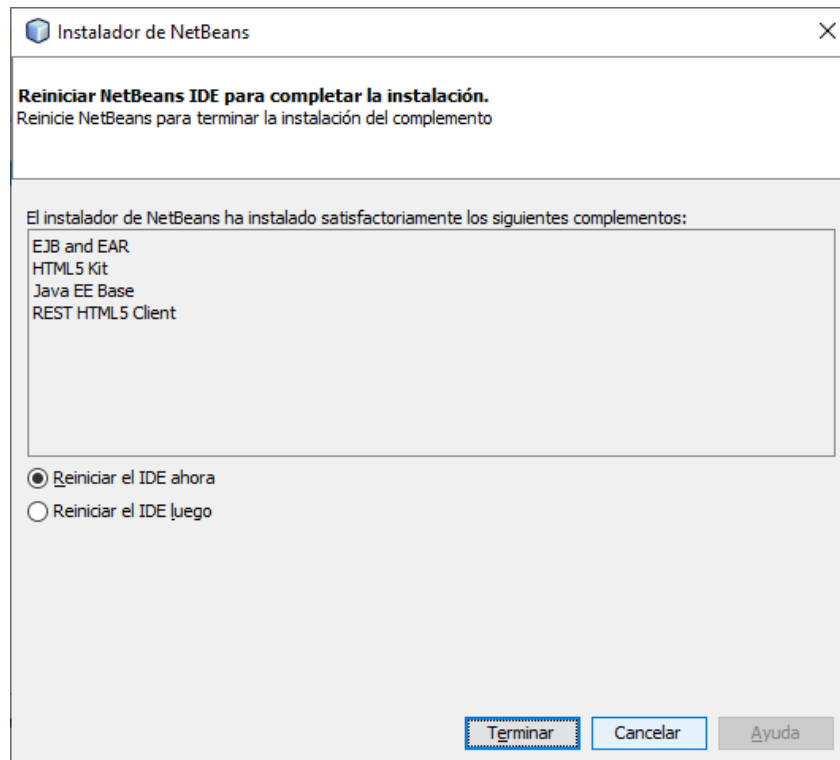 Instalador de NetBeans
Reiniciar NetBeans IDE para completar la instalación.
Reinicie NetBeans para terminar la instalación del complemento
El instalador de NetBeans ha instalado satisfactoriamente los siguientes complementos:
EJB and EAR
HTML5 Kit
Java EE Base
REST HTML5 Client
Reiniciar el IDE ahora
Reiniciar el IDE luego
Terminar Cancelar Ayuda